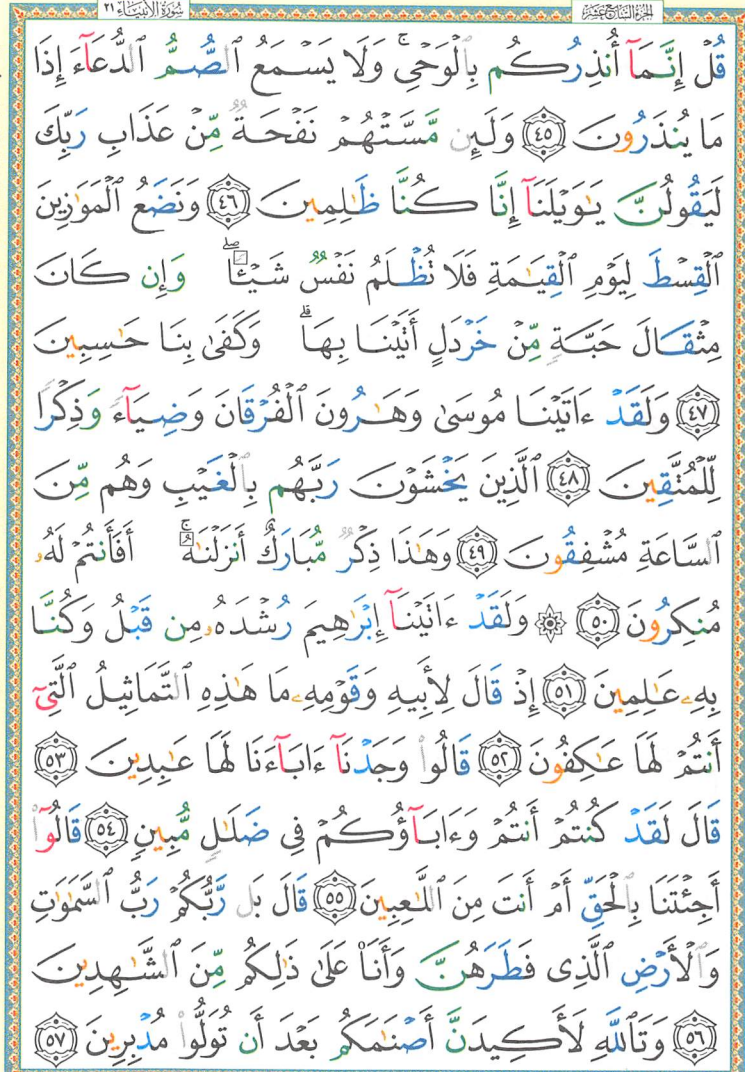 الجزء السابع عشر
سورة الأنبياء ٢١
قُلْ إِنَّمَآ أُنذِرُكُم بِٱلْوَحْىِ ۚ وَلَا يَسْمَعُ ٱلصُّمُّ ٱلدُّعَآءَ إِذَا
مَا يُنذَرُونَ ٤٥ وَلَئِن مَّسَّتْهُمْ نَفْحَةٌ مِّنْ عَذَابِ رَبِّكَ
لَيَقُولُنَّ يَٰوَيْلَنَآ إِنَّا كُنَّا ظَٰلِمِينَ ٤٦ وَنَضَعُ ٱلْمَوَٰزِينَ
ٱلْقِسْطَ لِيَوْمِ ٱلْقِيَٰمَةِ فَلَا تُظْلَمُ نَفْسٌ شَيْـًٔا ۖ وَإِن كَانَ
مِثْقَالَ حَبَّةٍ مِّنْ خَرْدَلٍ أَتَيْنَا بِهَا ۗ وَكَفَىٰ بِنَا حَٰسِبِينَ
٤٧ وَلَقَدْ ءَاتَيْنَا مُوسَىٰ وَهَٰرُونَ ٱلْفُرْقَانَ وَضِيَآءً وَذِكْرًا
لِّلْمُتَّقِينَ ٤٨ ٱلَّذِينَ يَخْشَوْنَ رَبَّهُم بِٱلْغَيْبِ وَهُم مِّنَ
ٱلسَّاعَةِ مُشْفِقُونَ ٤٩ وَهَٰذَا ذِكْرٌ مُّبَارَكٌ أَنزَلْنَٰهُ ۚ أَفَأَنتُمْ لَهُۥ
مُنكِرُونَ ٥٠ ۞ وَلَقَدْ ءَاتَيْنَآ إِبْرَٰهِيمَ رُشْدَهُۥ مِن قَبْلُ وَكُنَّا
بِهِۦ عَٰلِمِينَ ٥١ إِذْ قَالَ لِأَبِيهِ وَقَوْمِهِۦ مَا هَٰذِهِ ٱلتَّمَاثِيلُ ٱلَّتِىٓ
أَنتُمْ لَهَا عَٰكِفُونَ ٥٢ قَالُوا۟ وَجَدْنَآ ءَابَآءَنَا لَهَا عَٰبِدِينَ ٥٣
قَالَ لَقَدْ كُنتُمْ أَنتُمْ وَءَابَآؤُكُمْ فِى ضَلَٰلٍ مُّبِينٍ ٥٤ قَالُوٓا۟
أَجِئْتَنَا بِٱلْحَقِّ أَمْ أَنتَ مِنَ ٱللَّٰعِبِينَ ٥٥ قَالَ بَل رَّبُّكُمْ رَبُّ ٱلسَّمَٰوَٰتِ
وَٱلْأَرْضِ ٱلَّذِى فَطَرَهُنَّ وَأَنَا۠ عَلَىٰ ذَٰلِكُم مِّنَ ٱلشَّٰهِدِينَ
٥٦ وَتَٱللَّهِ لَأَكِيدَنَّ أَصْنَٰمَكُم بَعْدَ أَن تُوَلُّوا۟ مُدْبِرِينَ ٥٧